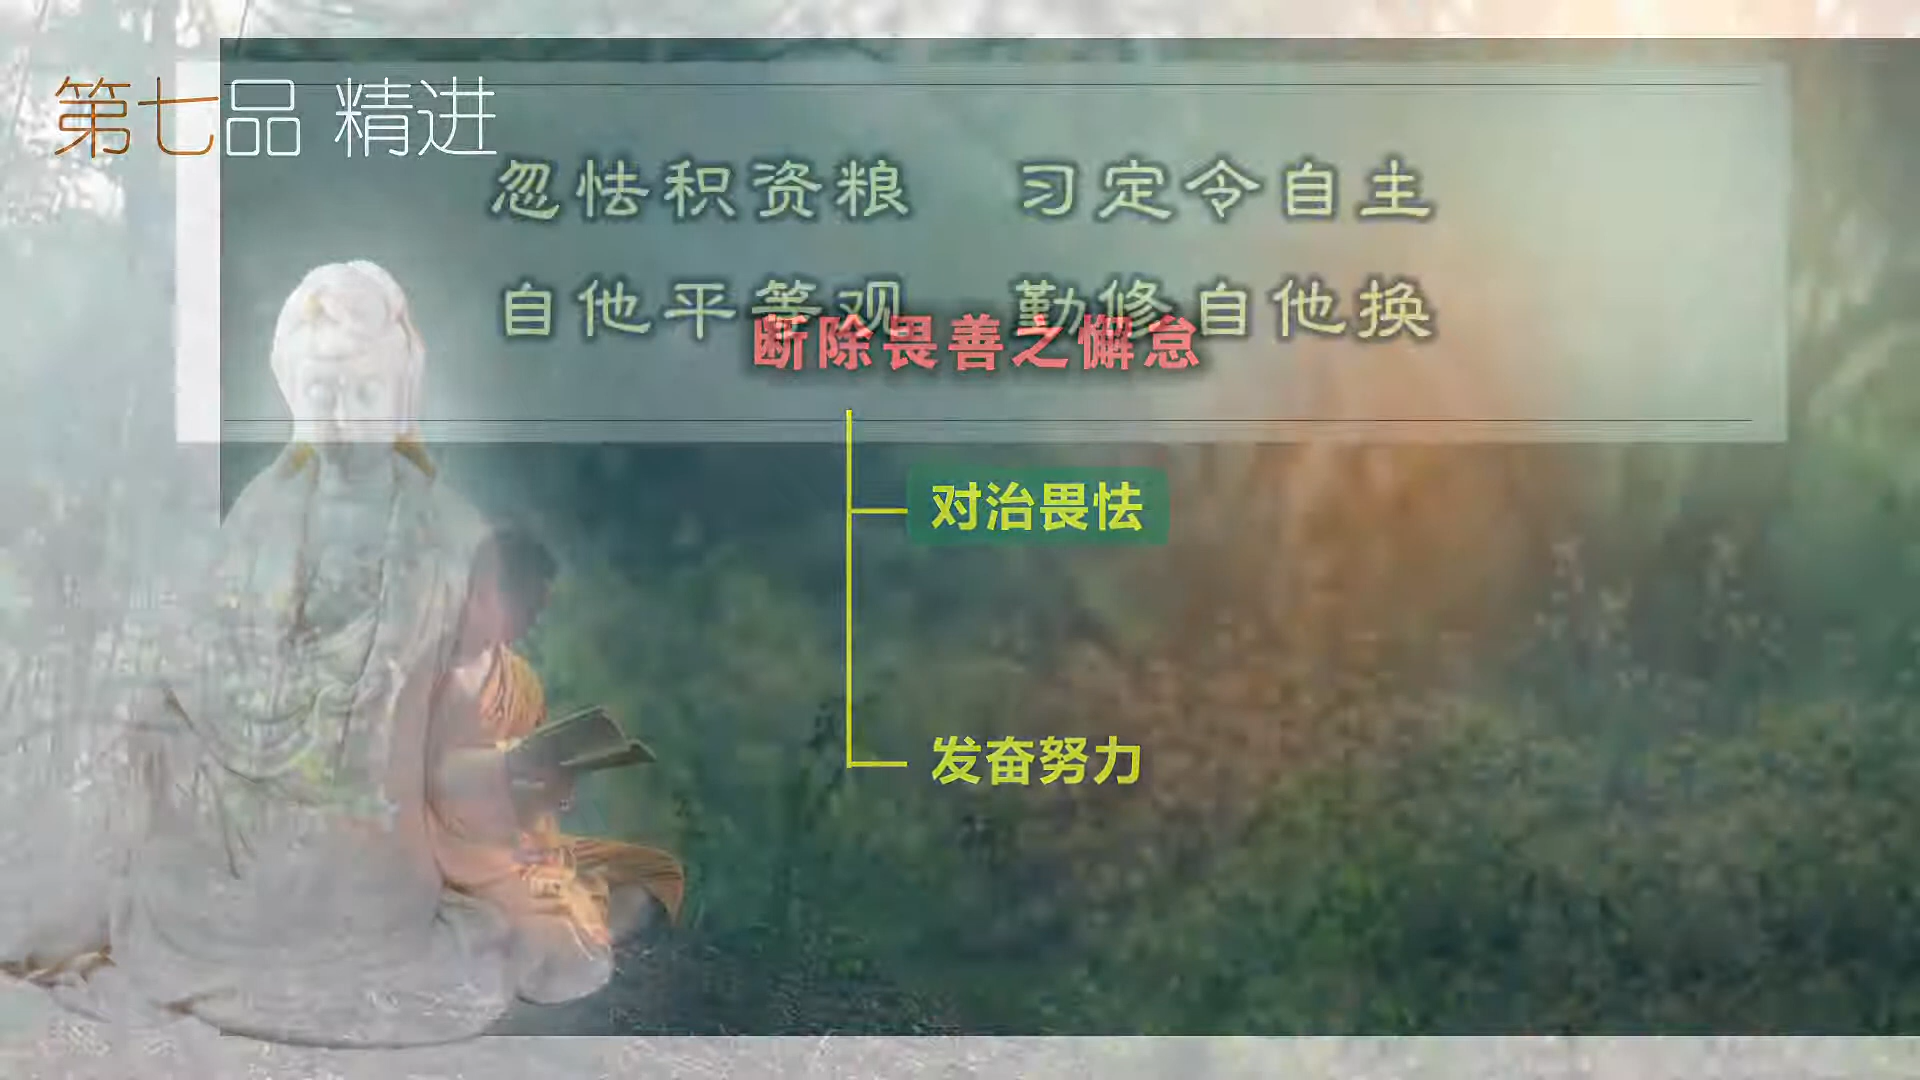 第七品 精进
忽怯积资粮 习定令自主
自他平等观 勤修自他换
断除畏善之懈怠
对治畏怯
发奋努力